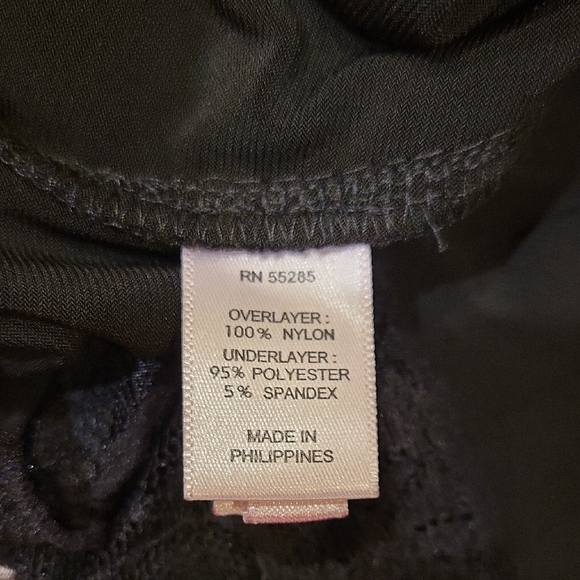 RN 55285
OVERLAYER :
100% NYLON
UNDERLAYER :
95% POLYESTER
5% SPANDEX
MADE IN
PHILIPPINES